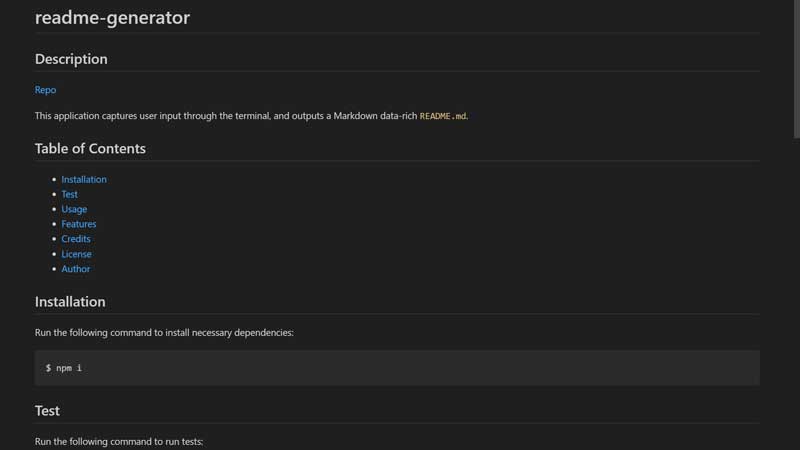 readme-generator
Description
Repo
This application captures user input through the terminal, and outputs a Markdown data-rich README.md.
Table of Contents
Installation
Test
Usage
Features
Credits
License
Author
Installation
Run the following command to install necessary dependencies:
$ npm i
Test
Run the following command to run tests: